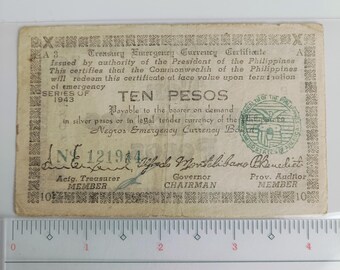 A 2 Treasury Emergency Currency Certificate A
Issued by authority of the President of the Philippines
This certifies that the Commonwealth of the Philippines
will redeem this certificate at face value upon termination
of emergency
SERIES OF
1943
TEN PESOS
Payable to the bearer on demand
in silver pesos or in legal tender currency of the
Negros Emergency Currency
121944
Actg. Treasurer Governor Prov. Auditor
MEMBER CHAIRMAN MEMBER
10 10
0 1 2 3 4